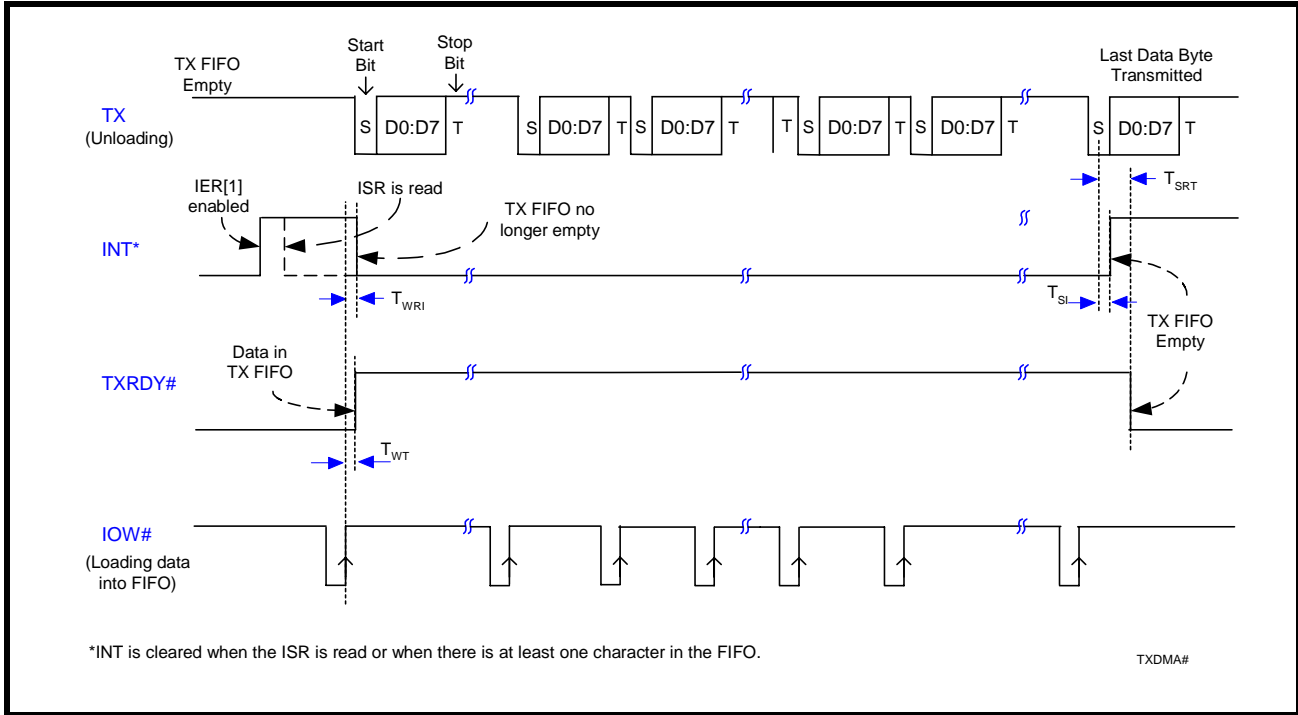 Start
Bit
Stop
Bit
TX FIFO
Empty
Last Data Byte
Transmitted
TX
(Unloading)
S D0:D7 T S D0:D7 T S D0:D7 T T S D0:D7 T S D0:D7 T S D0:D7 T
TSRT
IER[1]
enabled
ISR is read
TX FIFO no
longer empty
INT*
TWRI
TSI
TX FIFO
Empty
Data in
TX FIFO
TXRDY#
TWT
IOW#
(Loading data
into FIFO)
*INT is cleared when the ISR is read or when there is at least one character in the FIFO.
TXDMA#